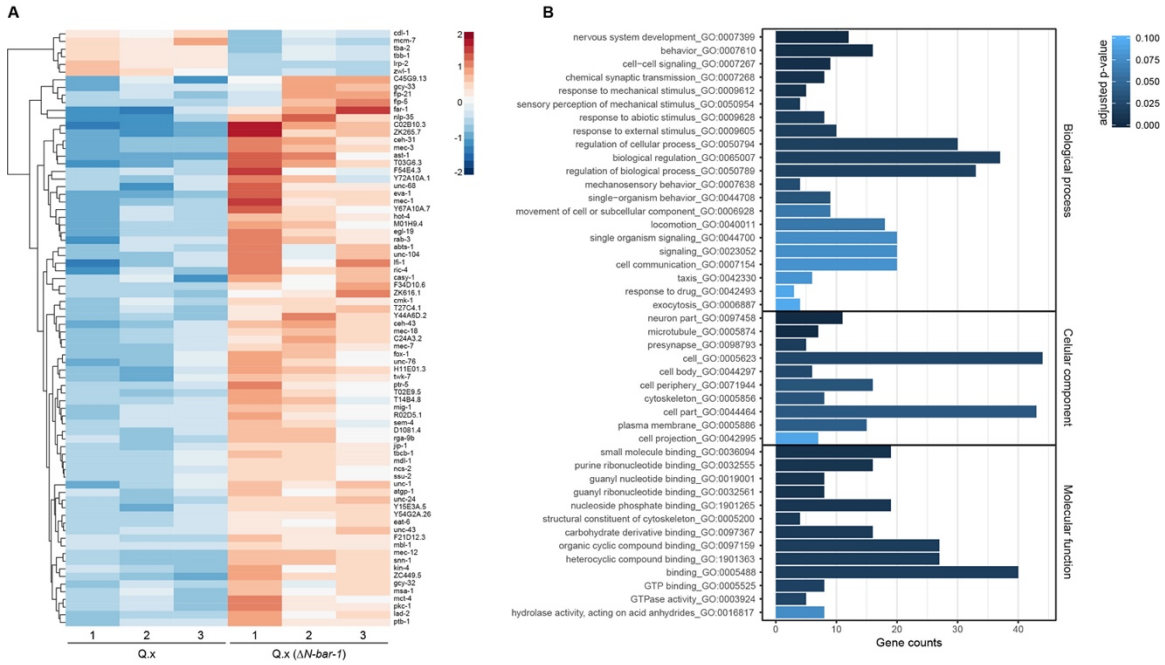 A
cdl-1
mcm-7
tba-2
tbb-1
lrp-2
zwl-1
C45G9.13
gcy-33
flp-21
flp-5
far-1
nlp-35
C02B10.3
ZK265.7
ceh-31
mec-3
ast-1
T03G6.3
F54E4.3
Y72A10A.1
unc-68
eva-1
mec-1
Y67A10A.7
hot-4
M01H9.4
egl-19
rab-3
abts-1
unc-104
lfi-1
ric-4
casy-1
F34D10.6
ZK616.1
cmk-1
T27C4.1
Y44A6D.2
ceh-43
mec-18
C24A3.2
mec-7
fox-1
unc-76
H11E01.3
tvk-7
ptr-5
T02E9.5
T14B4.8
mig-1
R02D5.1
sem-4
D1081.4
rga-9b
jip-1
tbcb-1
mdl-1
ncs-2
ssu-2
unc-1
atgp-1
unc-24
Y15E3A.5
Y54G2A.26
eat-6
unc-43
F21D12.3
mbl-1
mec-12
snn-1
kin-4
ZC449.5
gcy-32
msa-1
mct-4
pkc-1
lad-2
ptb-1
2
1
0
-1
-2
1 2 3 1 2 3
Q.x Q.x (ΔN-bar-1)
B
nervous system development_GO:0007399
behavior_GO:0007610
cell-cell signaling_GO:0007267
chemical synaptic transmission_GO:0007268
response to mechanical stimulus_GO:0009612
sensory perception of mechanical stimulus_GO:0050954
response to abiotic stimulus_GO:0009628
response to external stimulus_GO:0009605
regulation of cellular process_GO:0050794
biological regulation_GO:0065007
regulation of biological process_GO:0050789
mechanosensory behavior_GO:0007638
single-organism behavior_GO:0044708
movement of cell or subcellular component_GO:0006928
locomotion_GO:0040011
single organism signaling_GO:0044700
signaling_GO:0023052
cell communication_GO:0007154
taxis_GO:0042330
response to drug_GO:0042493
exocytosis_GO:0006887
neuron part_GO:0097458
microtubule_GO:0005874
presynapse_GO:0098793
cell_GO:0005623
cell body_GO:0044297
cell periphery_GO:0071944
cytoskeleton_GO:0005856
cell part_GO:0044464
plasma membrane_GO:0005886
cell projection_GO:0042995
small molecule binding_GO:0036094
purine ribonucleotide binding_GO:0032555
guanyl nucleotide binding_GO:0019001
guanyl ribonucleotide binding_GO:0032561
nucleoside phosphate binding_GO:1901265
structural constituent of cytoskeleton_GO:0005200
carbohydrate derivative binding_GO:0097367
organic cyclic compound binding_GO:0097159
heterocyclic compound binding_GO:1901363
binding_GO:0005488
GTP binding_GO:0005525
GTPase activity_GO:0003924
hydrolase activity, acting on acid anhydrides_GO:0016817
0 10 20 30 40
Gene counts
Biological process
Celular component
Molecular function
0.100
0.075
0.050
0.025
0.000
adjusted p-value